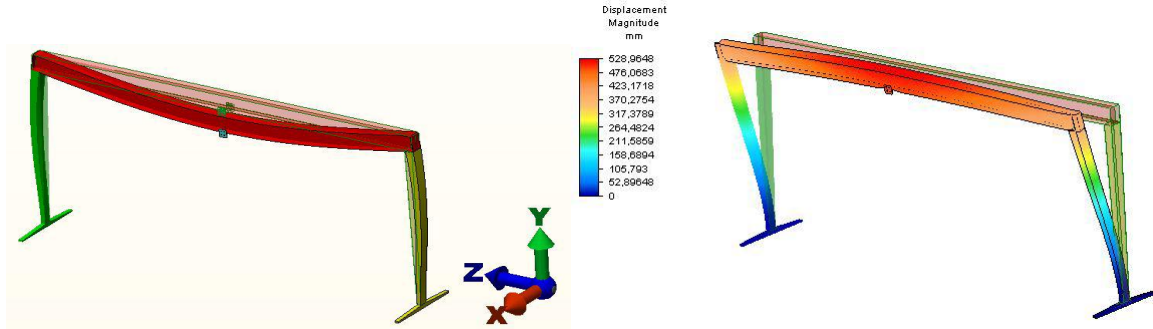 Displacement
Magnitude
mm
528,9648
476,0683
423,1718
370,2754
317,3789
264,4824
211,5859
158,6894
105,793
52,89648
0
Y
Z
X